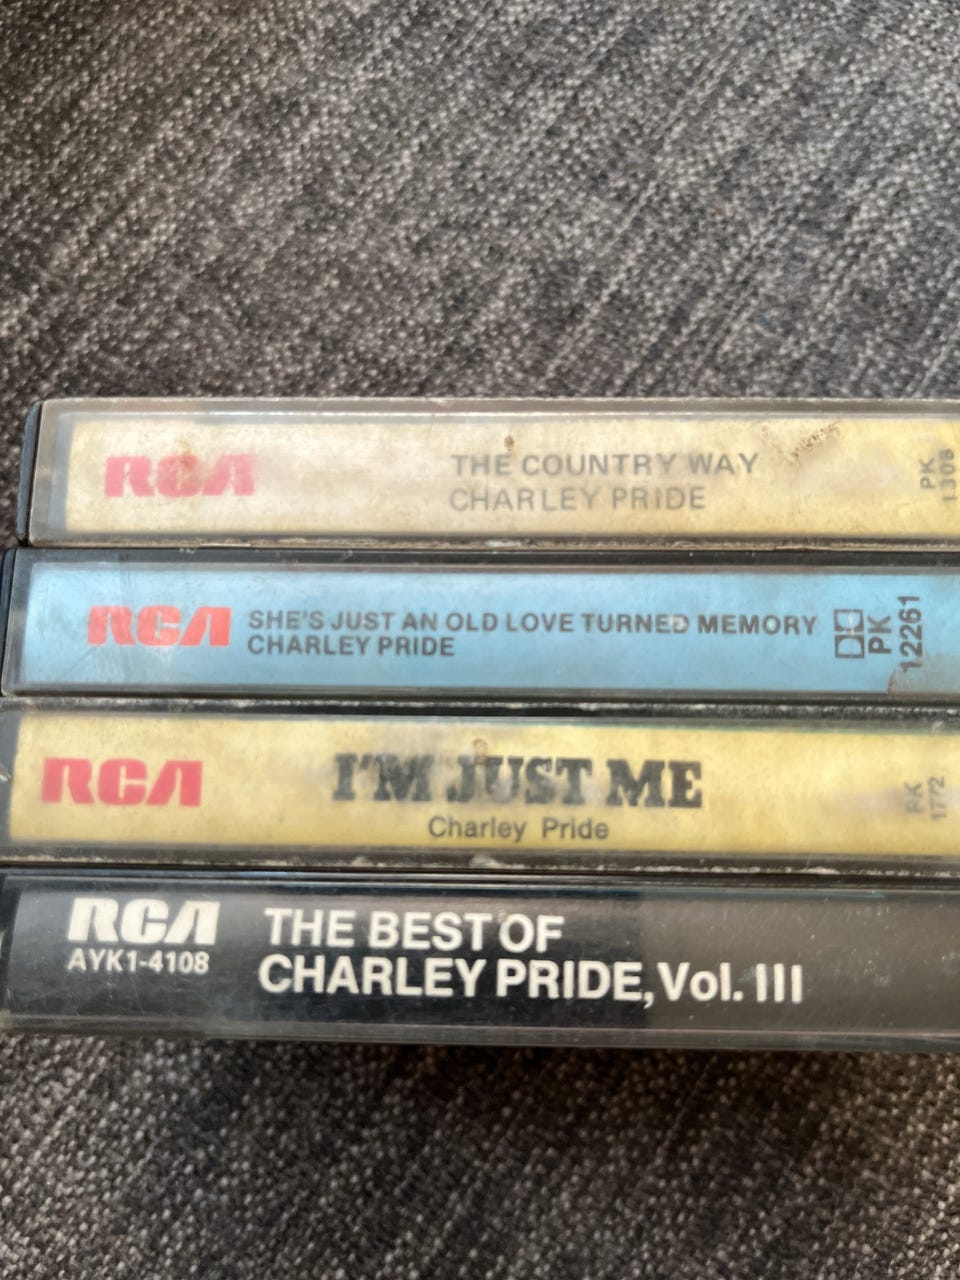 RCA
THE COUNTRY WAY
CHARLEY PRIDE
PK
1308
RCA
SHE'S JUST AN OLD LOVE TURNED MEMORY
CHARLEY PRIDE
PK
12261
RCA
I'M JUST ME
Charley Pride
PK
1772
RCA
AYK1-4108
THE BEST OF
CHARLEY PRIDE, Vol. III